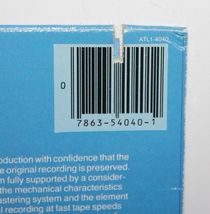 ATL1-4040
0
7863-54040-1
oduction with confidence that the
e original recording is preserved.
n fully supported by a consider-
the mechanical characteristics
astering system and the element
l recording at fast tape speeds